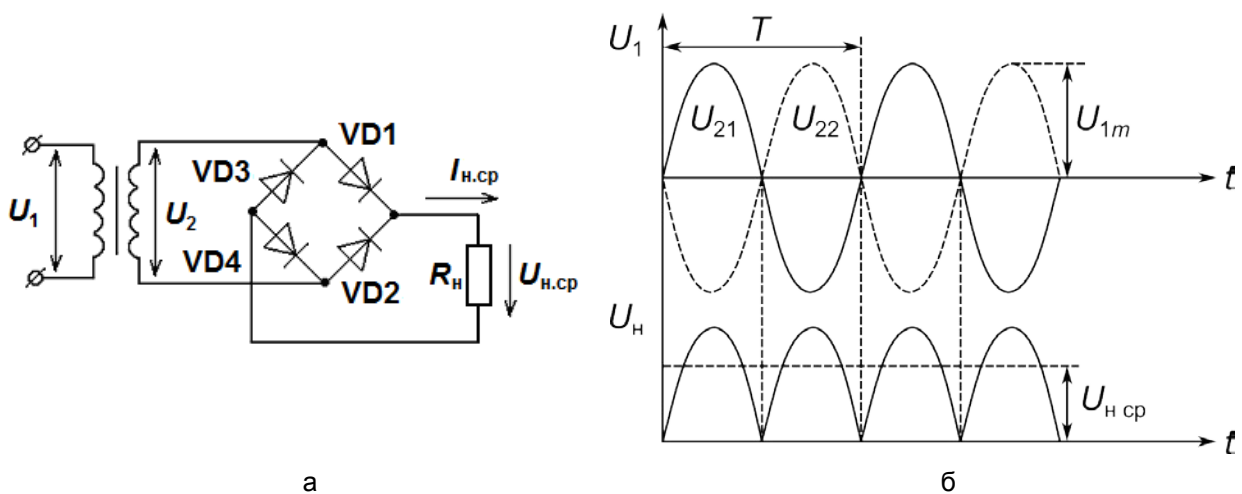 VD1
VD3
Iн.ср
U1
U2
VD4
VD2
Rн
Uн.ср
а
U1
T
U21
U22
U1m
t
Uн
Uн ср
t
б